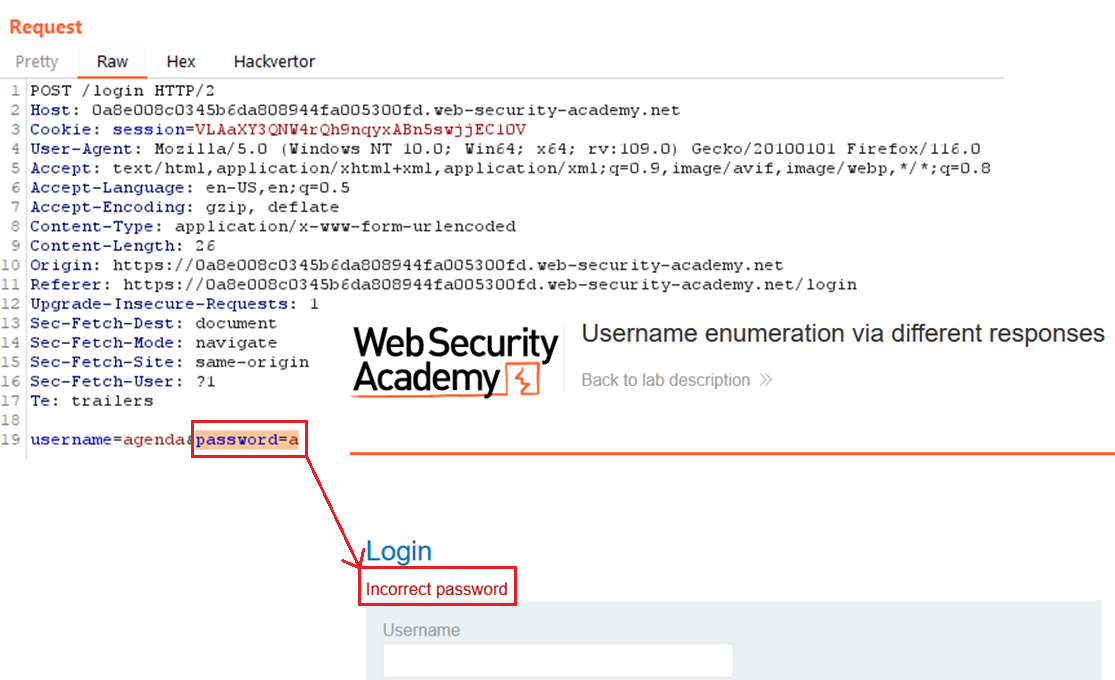 Request
Pretty Raw Hex Hackvertor
1 POST /login HTTP/2
2 Host: 0a8e008c0345b6da808944fa005300fd.web-security-academy.net
3 Cookie: session=VLAaXY3QNW4rQh9nqyxABn5swjjEC10V
4 User-Agent: Mozilla/5.0 (Windows NT 10.0; Win64; x64; rv:109.0) Gecko/20100101 Firefox/116.0
5 Accept: text/html,application/xhtml+xml,application/xml;q=0.9,image/avif,image/webp,*/*;q=0.8
6 Accept-Language: en-US,en;q=0.5
7 Accept-Encoding: gzip, deflate
8 Content-Type: application/x-www-form-urlencoded
9 Content-Length: 26
10 Origin: https://0a8e008c0345b6da808944fa005300fd.web-security-academy.net
11 Referer: https://0a8e008c0345b6da808944fa005300fd.web-security-academy.net/login
12 Upgrade-Insecure-Requests: 1
13 Sec-Fetch-Dest: document
14 Sec-Fetch-Mode: navigate
15 Sec-Fetch-Site: same-origin
16 Sec-Fetch-User: ?1
17 Te: trailers
18
19 username=agenda&password=a
Web Security
Academy
Username enumeration via different responses
Back to lab description
Login
Incorrect password
Username